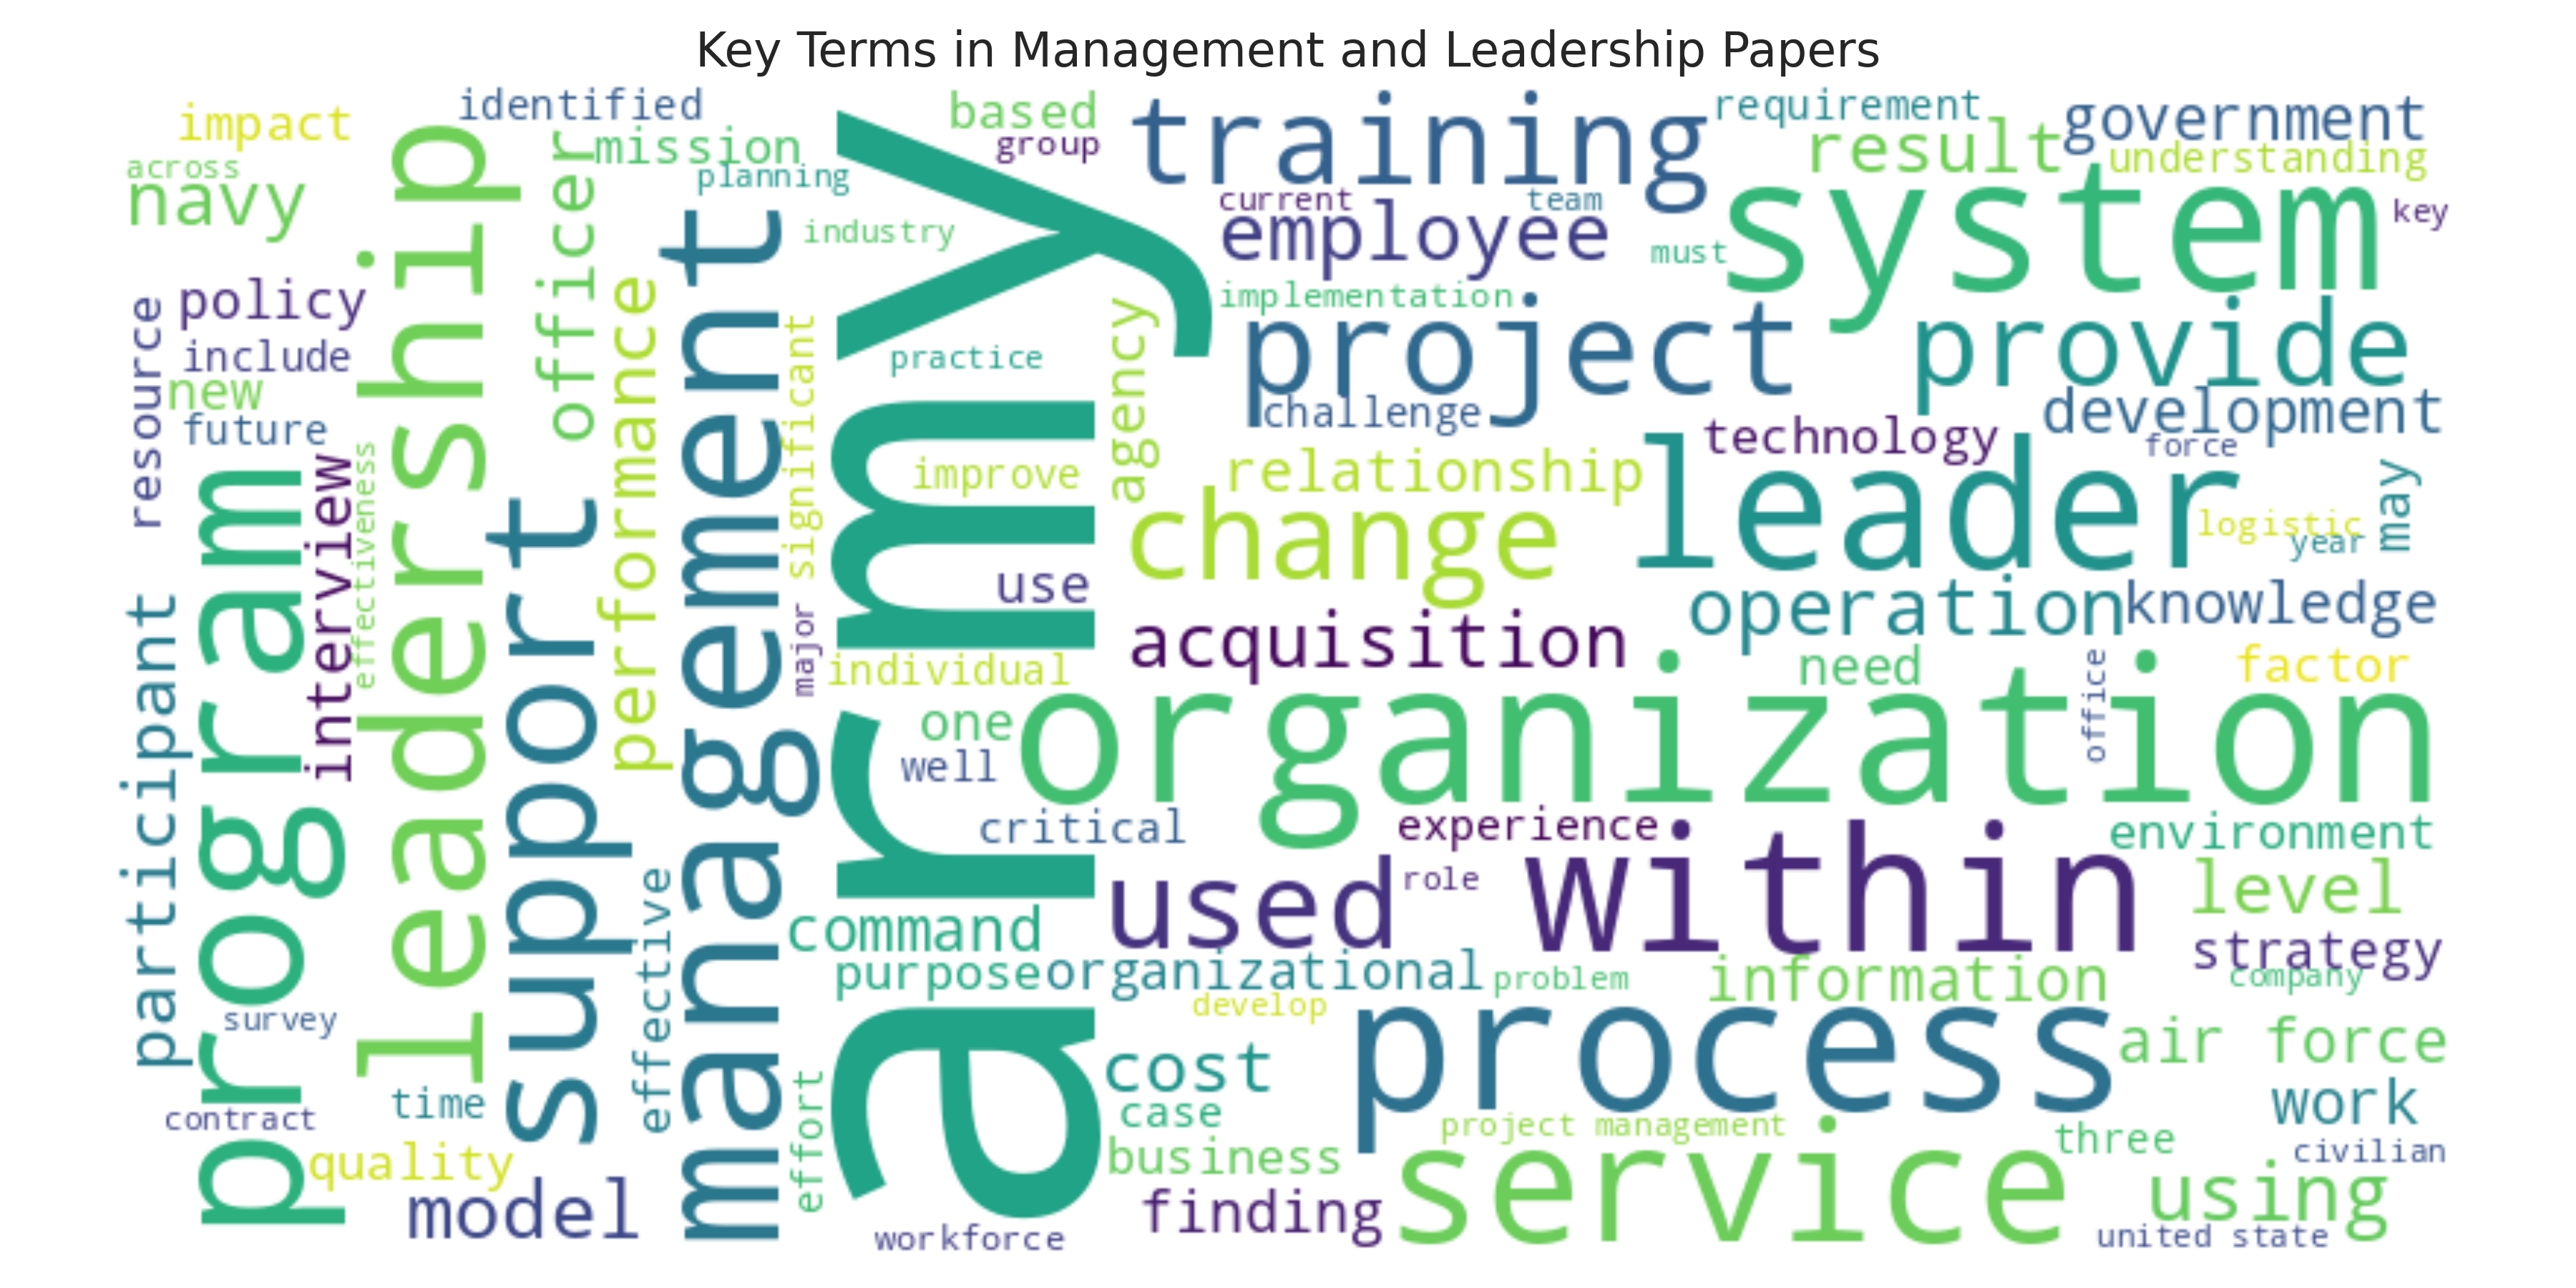 Key Terms in Management and Leadership Papers
impact
identified
across
navy
mission
planning
officer
industry
policy
resource
include
new
future
leadership
performance
management
significant
program
interview
effectiveness
support
participant
major
survey
contract
time
effective
quality
model
effort
army
based
group
training
requirement
government
result
understanding
current
team
employee
must
system
key
implementation
practice
agency
project
provide
challenge
development
technology
force
improve
relationship
leader
may
change
logistic
year
use
operation
knowledge
acquisition
individual
need
office
factor
one
organization
well
critical
experience
environment
used
role
within
level
command
strategy
purpose
organizational
problem
information
company
develop
process
air force
cost
case
work
project management
business
three
service
civilian
finding
using
workforce
united state